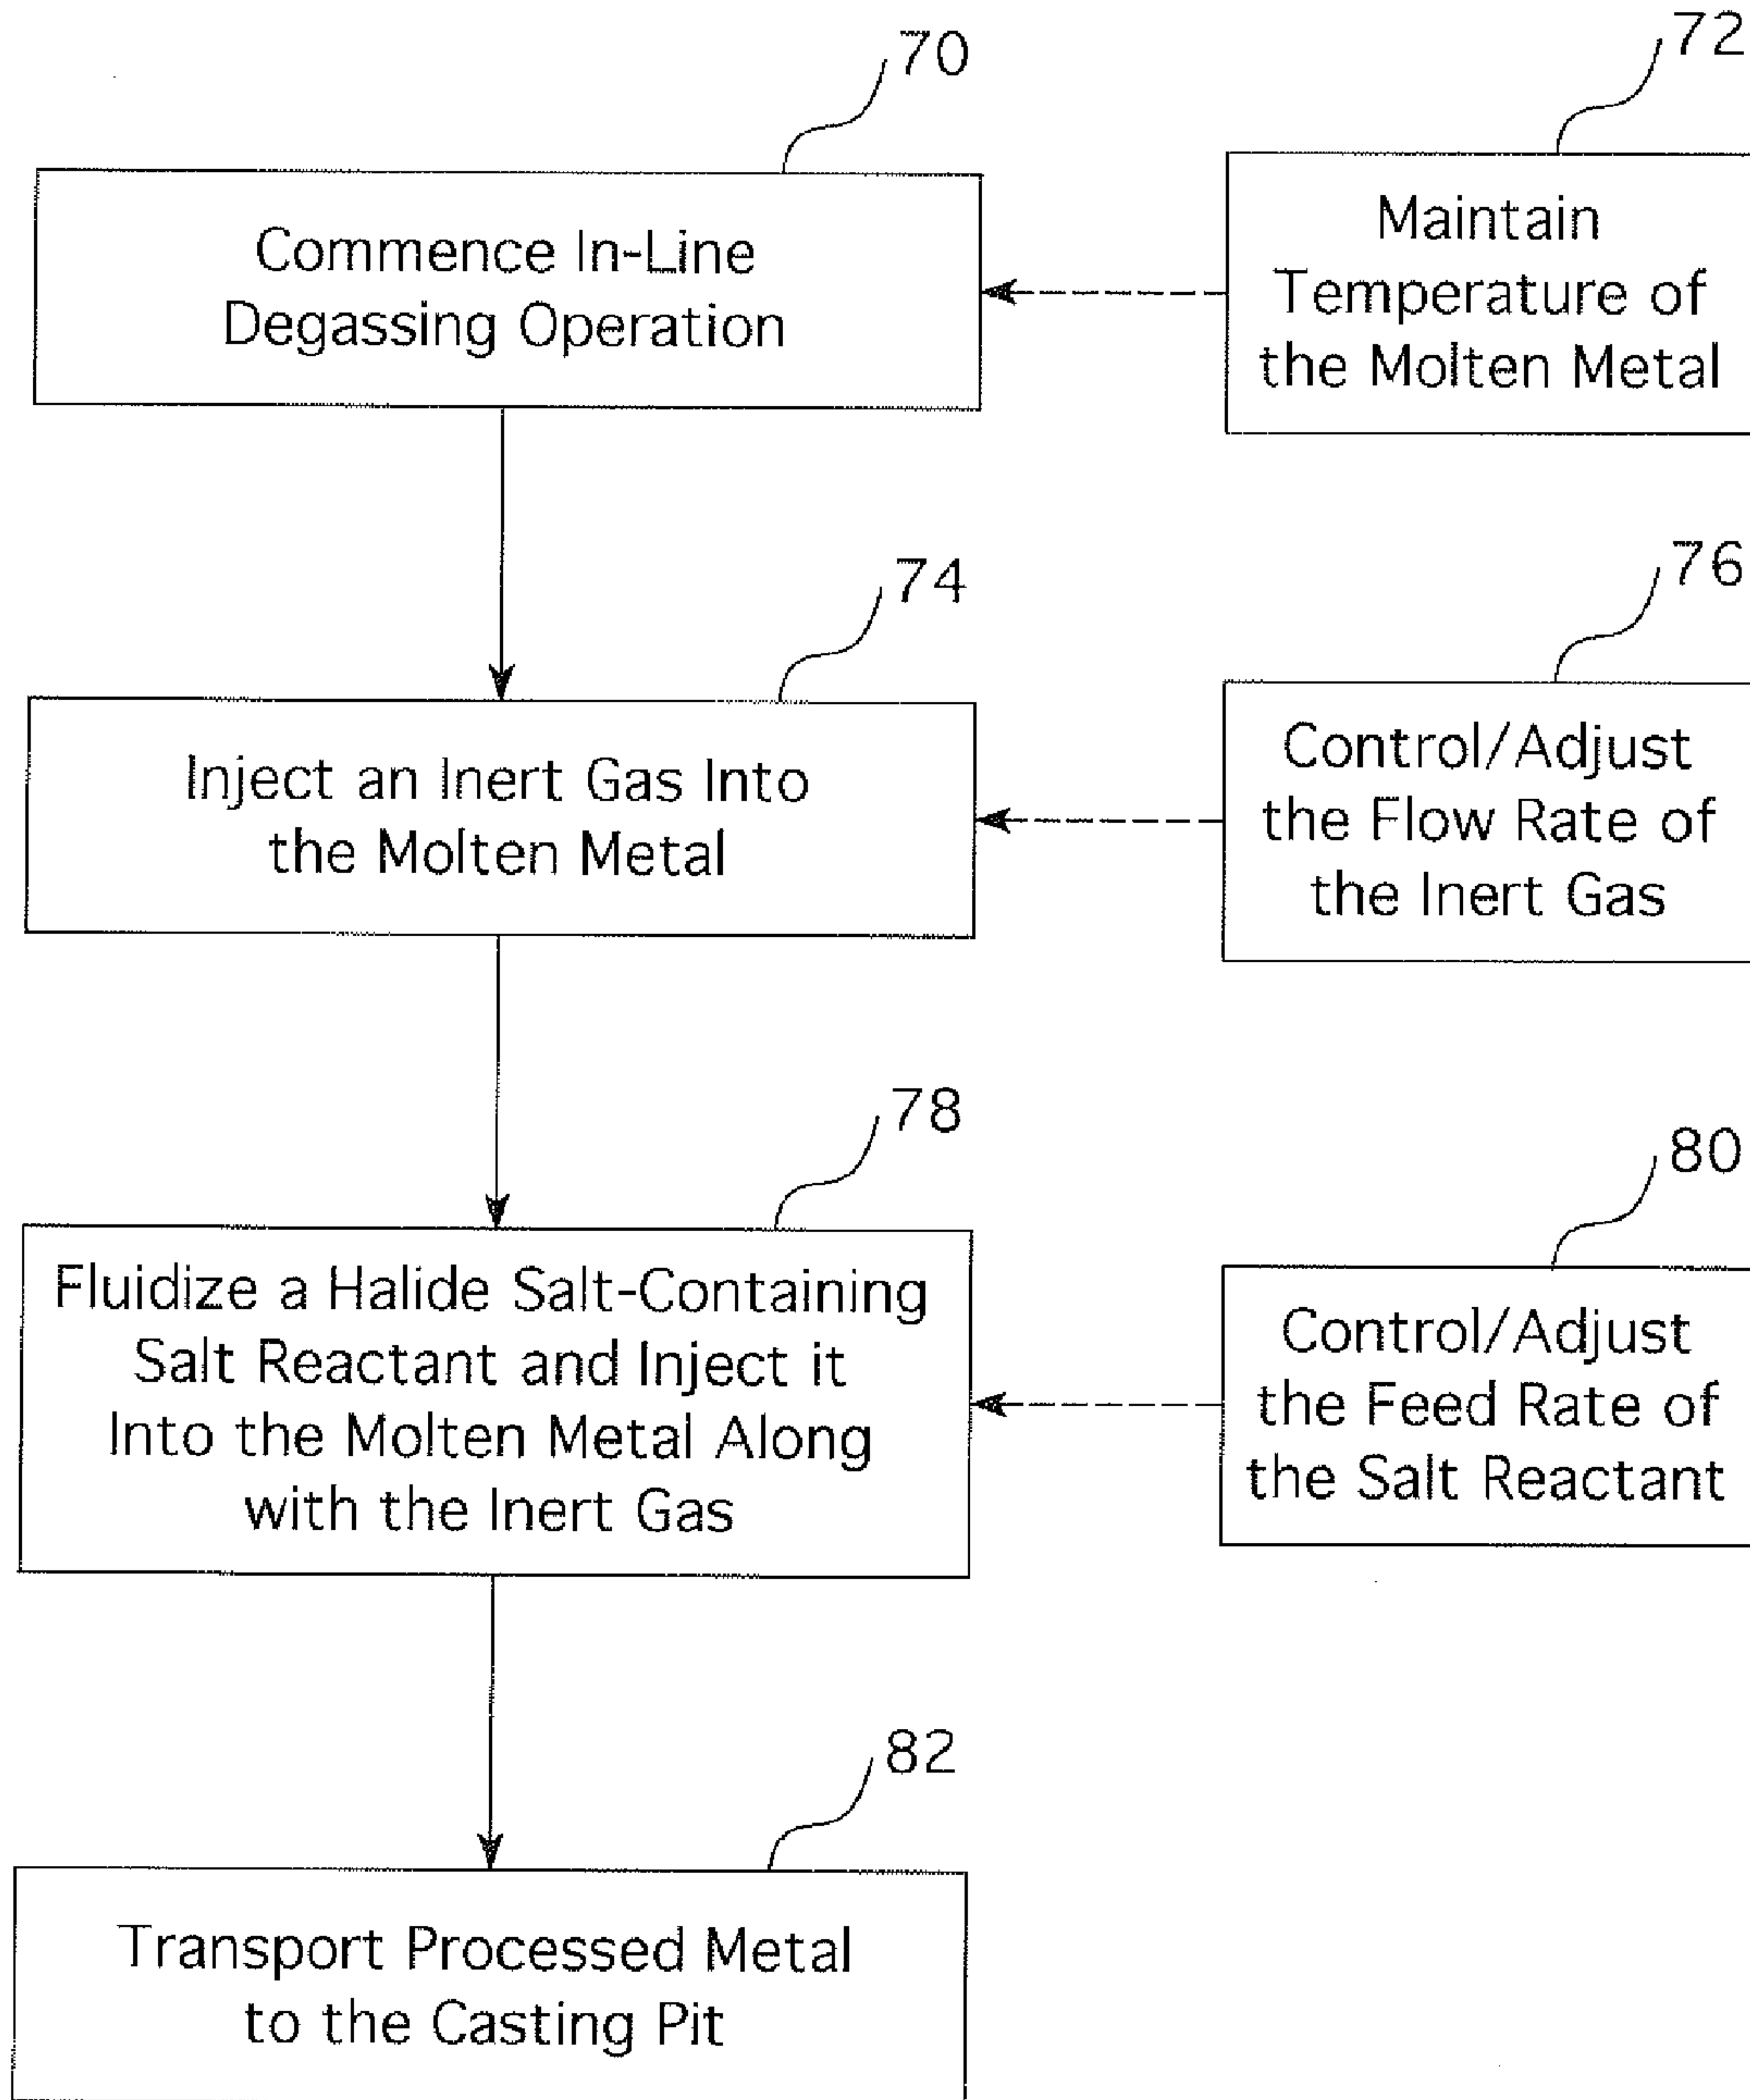 70
Commence In-Line
Degassing Operation
72
Maintain
Temperature of
the Molten Metal
74
Inject an Inert Gas Into
the Molten Metal
76
Control/Adjust
the Flow Rate of
the Inert Gas
78
Fluidize a Halide Salt-Containing
Salt Reactant and Inject it
Into the Molten Metal Along
with the Inert Gas
80
Control/Adjust
the Feed Rate of
the Salt Reactant
82
Transport Processed Metal
to the Casting Pit